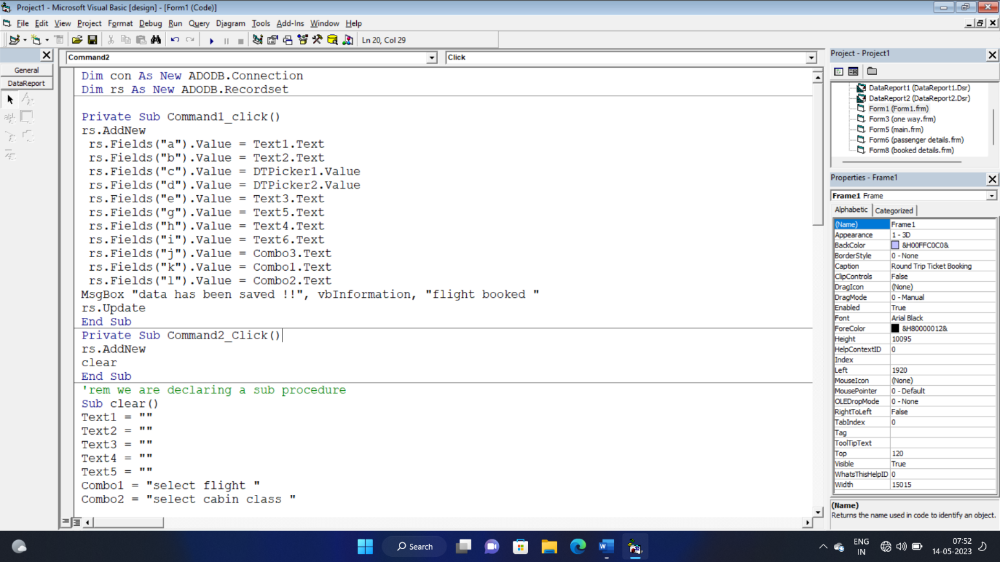 Project1 - Microsoft Visual Basic [design] - [Form1 (Code)]
File Edit View Project Format Debug Run Query Diagram Tools Add-Ins Window Help
Ln 20, Col 29
General
DataReport
Command2
Click
Dim con As New ADODB.Connection
Dim rs As New ADODB.Recordset
Private Sub Command1_click()
rs.AddNew
rs.Fields("a").Value = Text1.Text
rs.Fields("b").Value = Text2.Text
rs.Fields("c").Value = DTPicker1.Value
rs.Fields("d").Value = DTPicker2.Value
rs.Fields("e").Value = Text3.Text
rs.Fields("g").Value = Text5.Text
rs.Fields("h").Value = Text4.Text
rs.Fields("i").Value = Text6.Text
rs.Fields("j").Value = Combo3.Text
rs.Fields("k").Value = Combo1.Text
rs.Fields("l").Value = Combo2.Text
MsgBox "data has been saved !!", vbInformation, "flight booked "
rs.Update
End Sub
Private Sub Command2_Click()
rs.AddNew
clear
End Sub
'rem we are declaring a sub procedure
Sub clear()
Text1 = ""
Text2 = ""
Text3 = ""
Text4 = ""
Text5 = ""
Combo1 = "select flight "
Combo2 = "select cabin class "
Project - Project1
DataReport1 (DataReport1.Dsr)
DataReport2 (DataReport2.Dsr)
Form1 (Form1.frm)
Form3 (one way.frm)
Form5 (main.frm)
Form6 (passenger details.frm)
Form8 (booked details.frm)
Properties - Frame1
Frame1 Frame
Alphabetic Categorized
(Name) Frame1
Appearance 1 - 3D
BackColor &H00FFC0C0&
BorderStyle 0 - None
Caption Round Trip Ticket Booking
ClipControls False
DragIcon (None)
DragMode 0 - Manual
Enabled True
Font Arial Black
ForeColor &H80000012&
Height 10095
HelpContextID 0
Index
Left 1920
MouseIcon (None)
MousePointer 0 - Default
OLEDropMode 0 - None
RightToLeft False
TabIndex 0
Tag
ToolTipText
Top 120
Visible True
WhatsThisHelpID 0
Width 15015
(Name)
Returns the name used in code to identify an object.
Search
ENG
IN
07:52
14-05-2023